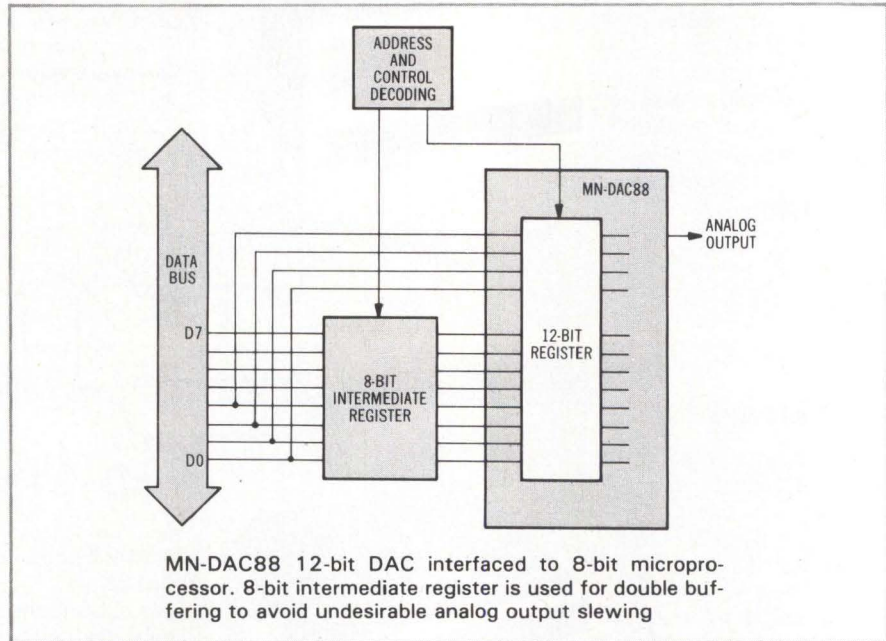 ADDRESS
AND
CONTROL
DECODING
MN-DAC88
ANALOG
OUTPUT
DATA
BUS
D7
12-BIT
REGISTER
8-BIT
INTERMEDIATE
REGISTER
D0
MN-DAC88 12-bit DAC interfaced to 8-bit micropro-
cessor. 8-bit intermediate register is used for double buf-
fering to avoid undesirable analog output slewing